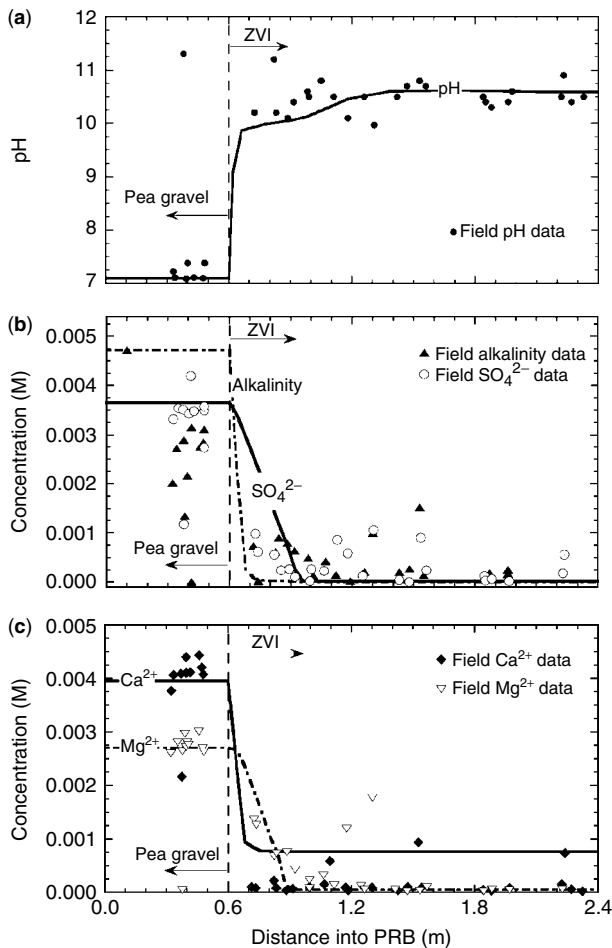 (a)
ZVI
12
11
10
9
8
7
pH
pH
Pea gravel
Field pH data
(b)
ZVI
0.005
0.004
0.003
0.002
0.001
0.000
Concentration (M)
Field alkalinity data
Field SO₄²⁻ data
Alkalinity
SO₄²⁻
Pea gravel
(c)
ZVI
0.005
0.004
0.003
0.002
0.001
0.000
Concentration (M)
Field Ca²⁺ data
Field Mg²⁺ data
Ca²⁺
Mg²⁺
Pea gravel
0.0 0.6 1.2 1.8 2.4
Distance into PRB (m)